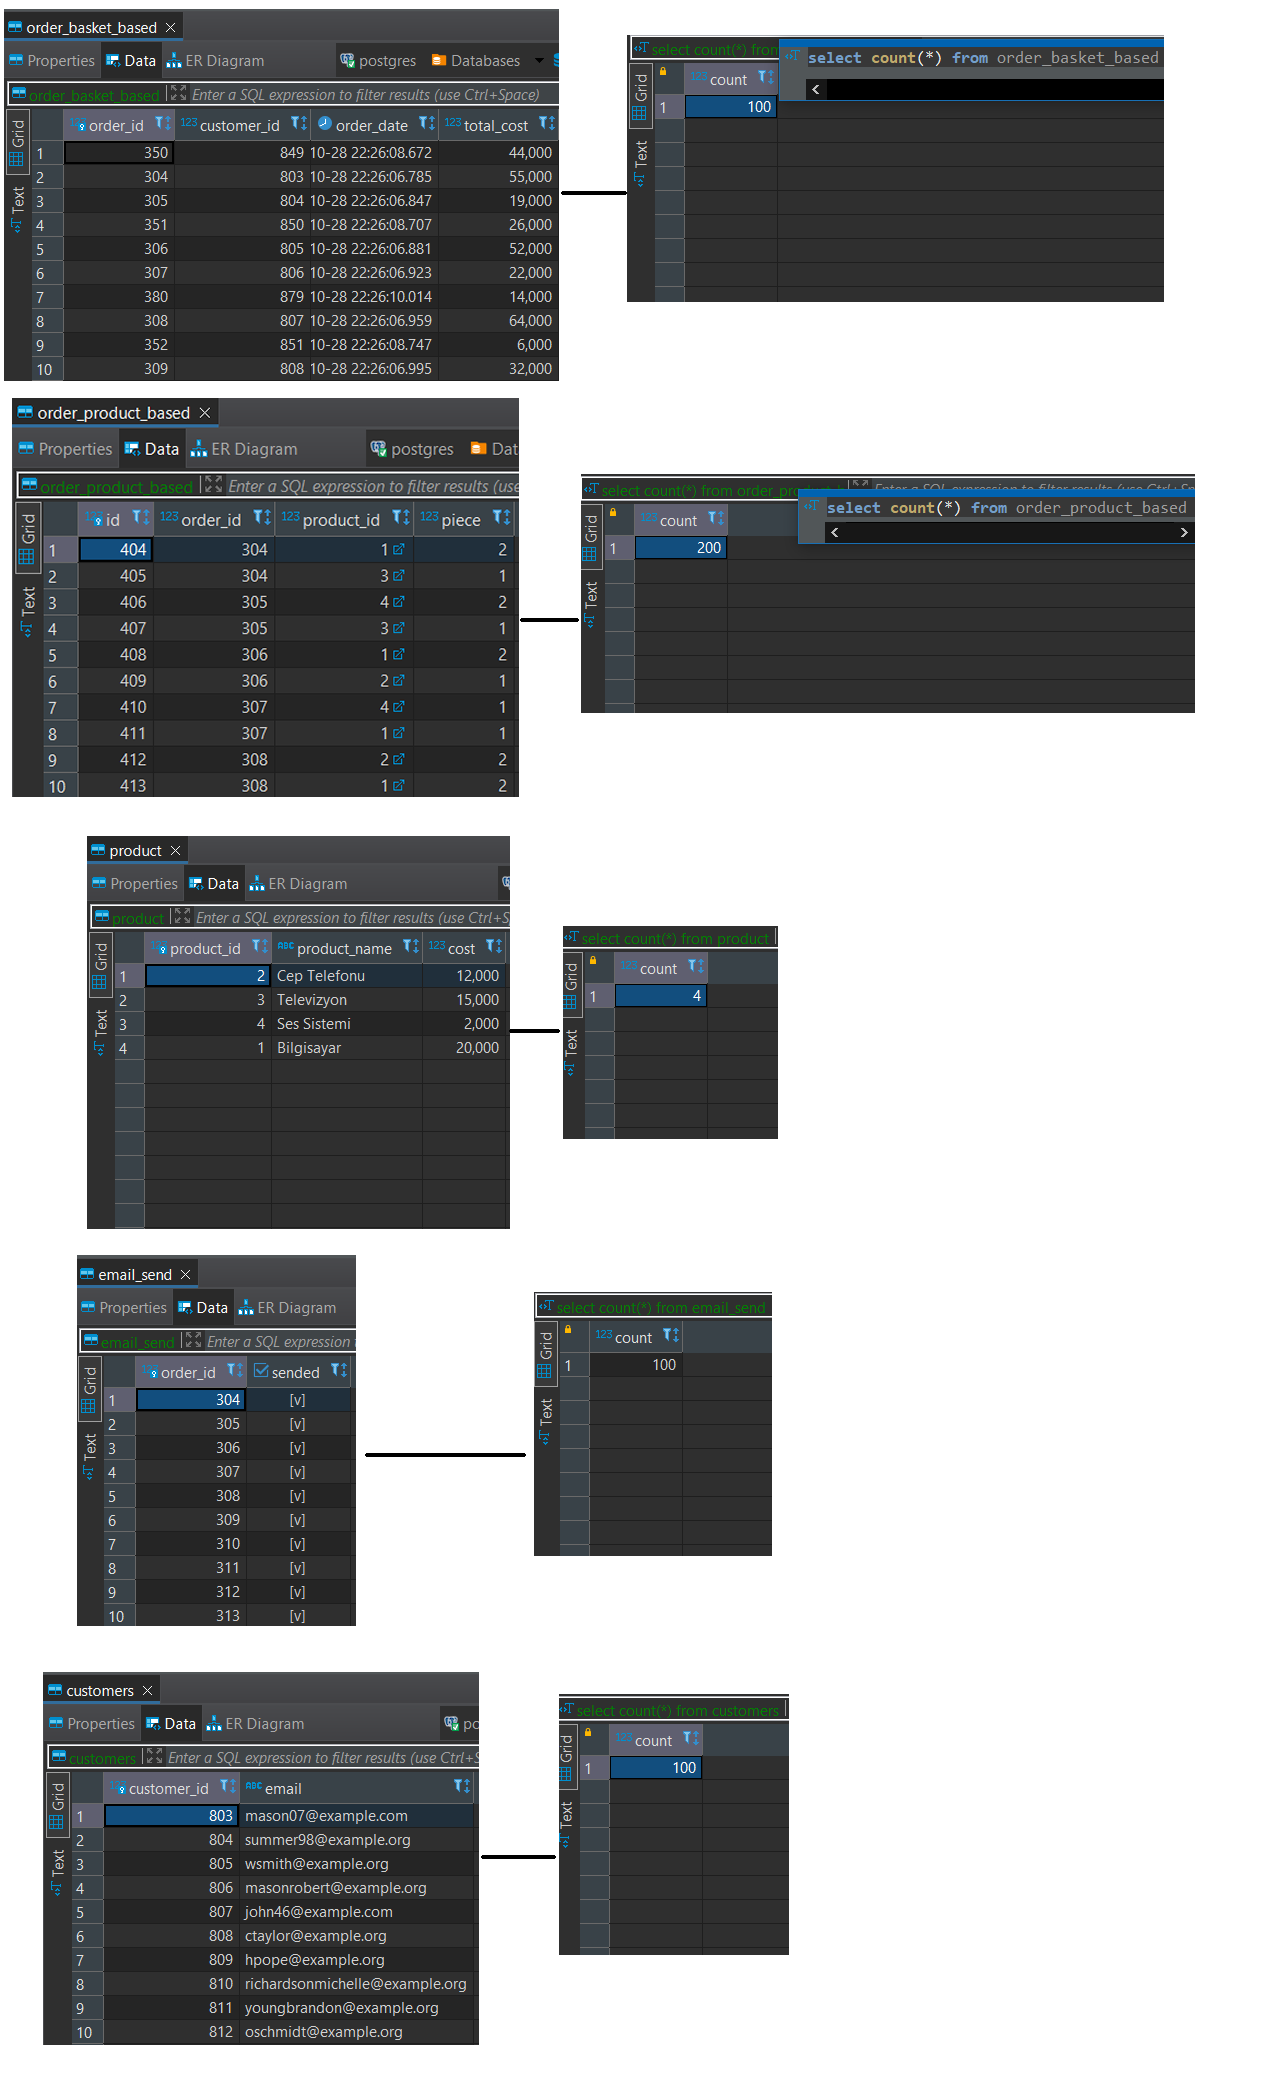 order_basket_based
Properties Data ER Diagram postgres Databases
order_basket_based Enter a SQL expression to filter results (use Ctrl+Space)
Grid
Text
123 order_id 123 customer_id order_date 123 total_cost
1 350 849 10-28 22:26:08.672 44,000
2 304 803 10-28 22:26:06.785 55,000
3 305 804 10-28 22:26:06.847 19,000
4 351 850 10-28 22:26:08.707 26,000
5 306 805 10-28 22:26:06.881 52,000
6 307 806 10-28 22:26:06.923 22,000
7 380 879 10-28 22:26:10.014 14,000
8 308 807 10-28 22:26:06.959 64,000
9 352 851 10-28 22:26:08.747 6,000
10 309 808 10-28 22:26:06.995 32,000
select count(*) from
select count(*) from order_basket_based
Grid
Text
123 count
1 100
order_product_based
Properties Data ER Diagram postgres Dat
order_product_based Enter a SQL expression to filter results (use
Grid
Text
123 id 123 order_id 123 product_id 123 piece
1 404 304 1 2
2 405 304 3 1
3 406 305 4 2
4 407 305 3 1
5 408 306 1 2
6 409 306 2 1
7 410 307 4 1
8 411 307 1 1
9 412 308 2 2
10 413 308 1 2
select count(*) from order_product
select count(*) from order_product_based
Grid
Text
123 count
1 200
product
Properties Data ER Diagram
product Enter a SQL expression to filter results (use Ctrl+S
Grid
Text
123 product_id ABC product_name 123 cost
1 2 Cep Telefonu 12,000
2 3 Televizyon 15,000
3 4 Ses Sistemi 2,000
4 1 Bilgisayar 20,000
select count(*) from product
Grid
Text
123 count
1 4
email_send
Properties Data ER Diagram
email_send Enter a SQL expression
Grid
Text
123 order_id sended
1 304 [v]
2 305 [v]
3 306 [v]
4 307 [v]
5 308 [v]
6 309 [v]
7 310 [v]
8 311 [v]
9 312 [v]
10 313 [v]
select count(*) from email_send
Grid
Text
123 count
1 100
customers
Properties Data ER Diagram po
customers Enter a SQL expression to filter results (use Ctrl+S
Grid
Text
123 customer_id ABC email
1 803 mason07@example.com
2 804 summer98@example.org
3 805 wsmith@example.org
4 806 masonrobert@example.org
5 807 john46@example.com
6 808 ctaylor@example.org
7 809 hpope@example.org
8 810 richardsonmichelle@example.org
9 811 youngbrandon@example.org
10 812 oschmidt@example.org
select count(*) from customers
Grid
Text
123 count
1 100